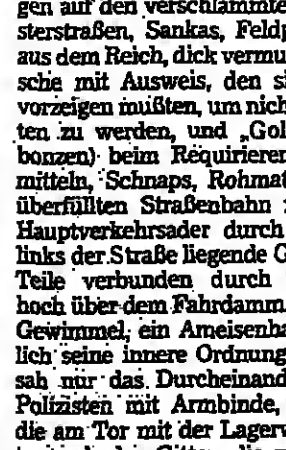 gen auf den verschlammte
sterstraßen, Sankas, Feld
aus dem Reich, dick vermu
sche mit Ausweis, den s
vorzeigen mußten, um nich
ten zu werden, und „Gol
bonzen) beim Requirieren
mitteln, Schnaps, Rohmat
überfüllten Straßenbahn
Hauptverkehrsader durch
links der Straße liegende G
Teile verbunden durch
hoch über dem Fahrdamm
Gewimmel, ein Ameisenha
lich seine innere Ordnung
sah nur das Durcheinand
Polizisten mit Armbinde,
die am Tor mit der Lagerw